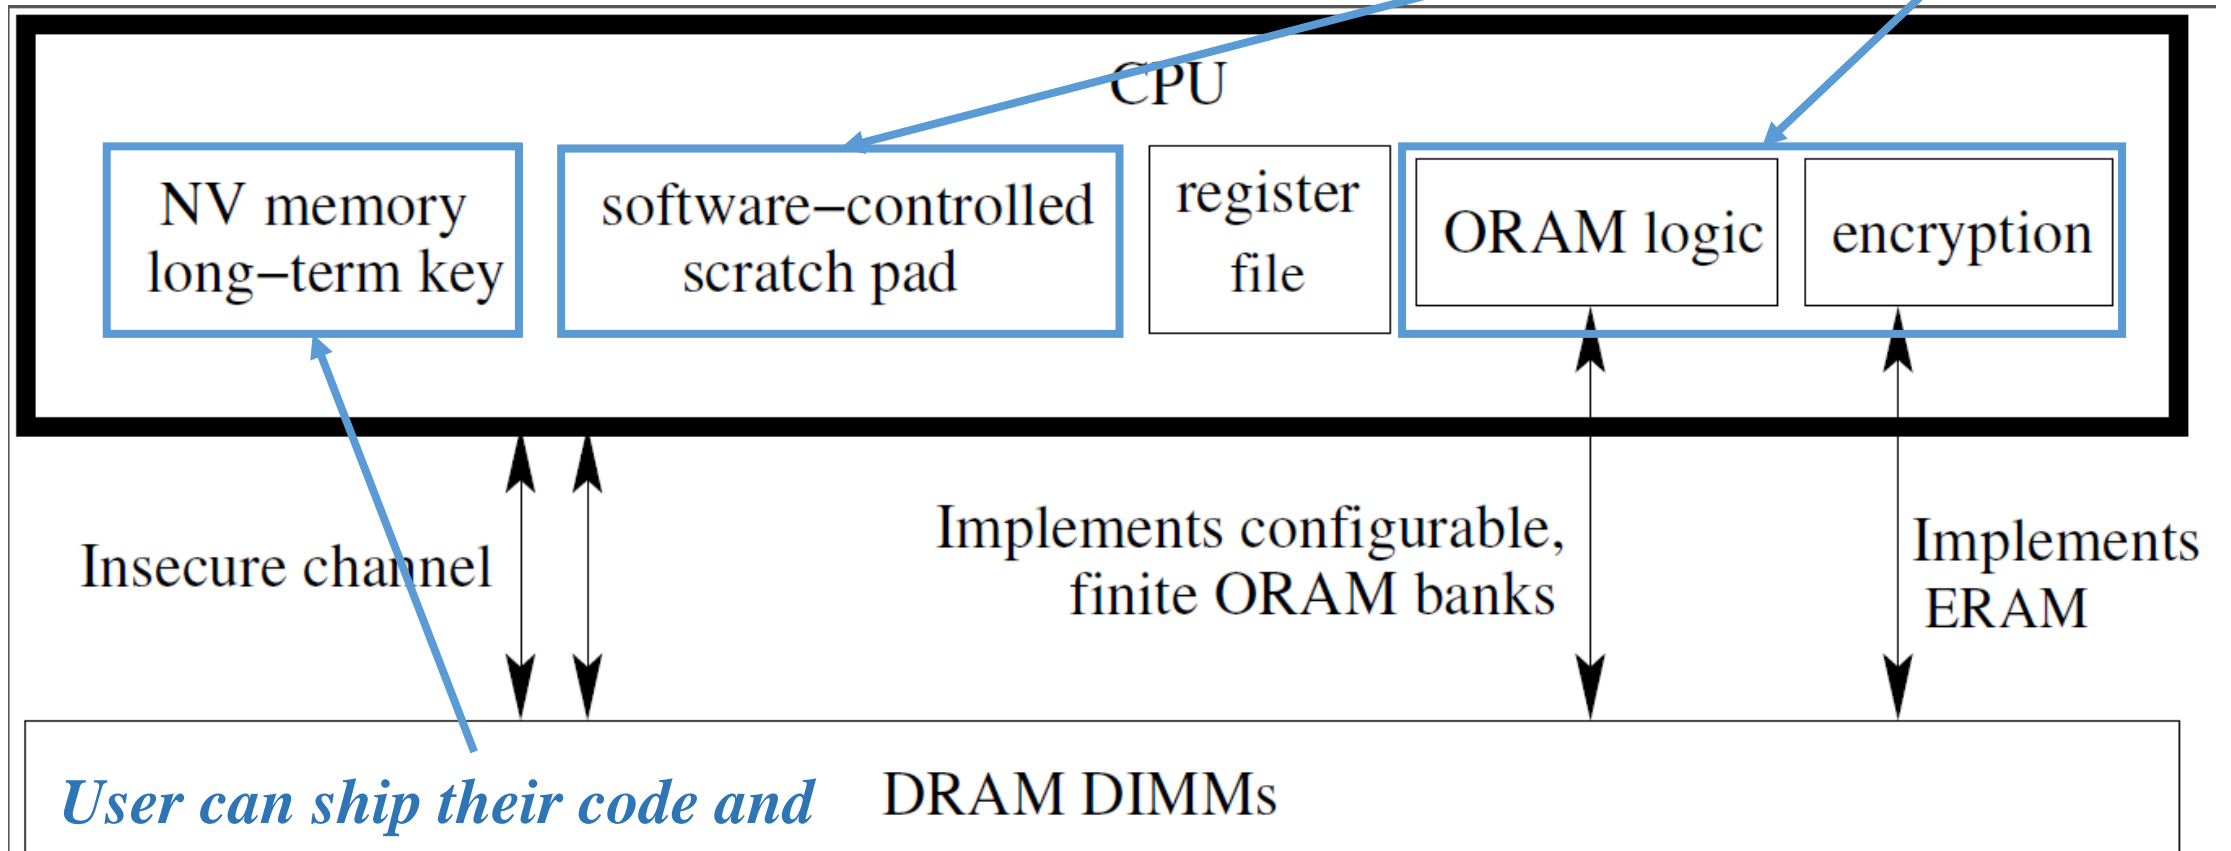 CPU
NV memory
long−term key
software−controlled
scratch pad
register
file
ORAM logic
encryption
Insecure channel
Implements configurable,
finite ORAM banks
Implements
ERAM
User can ship their code and
DRAM DIMMs